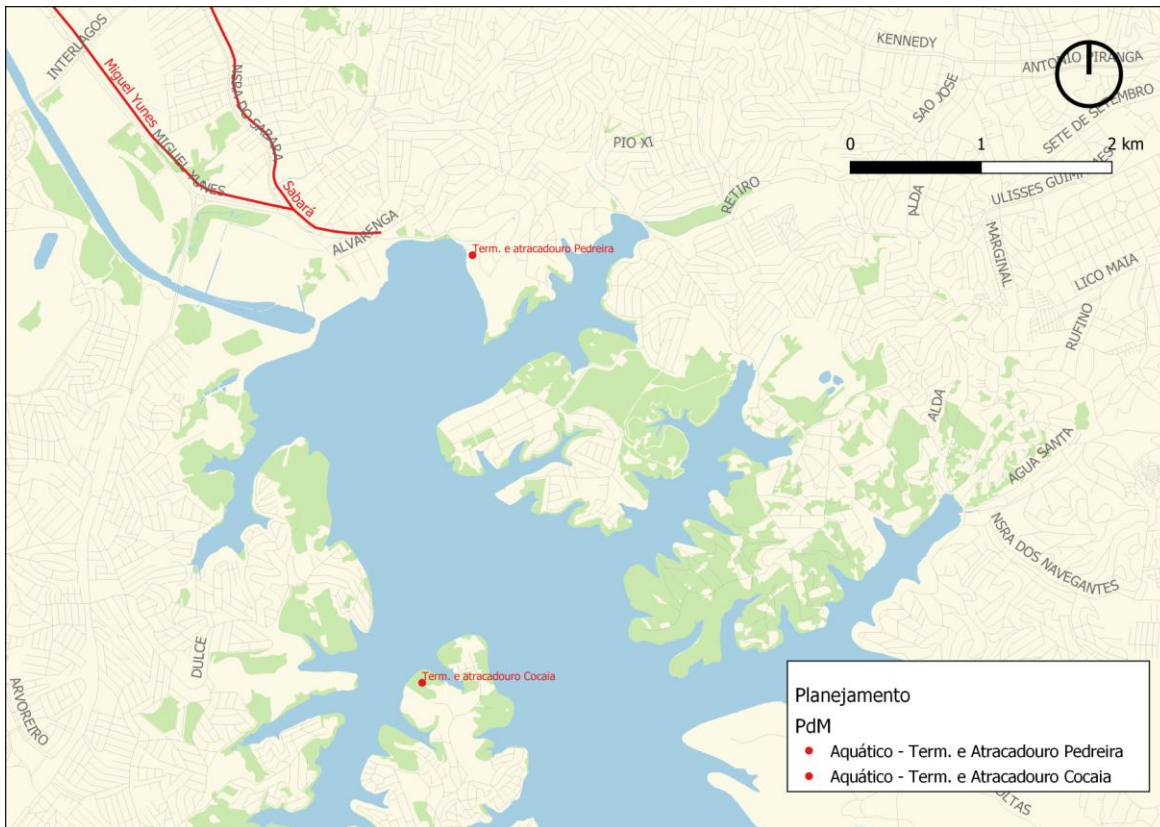 INTERLAGOS
Miguel Yunes
MIGUEL YUNES
NSRA DO SABARA
Sabará
ALVARENGA
Term. e atracadouro Pedreira
PIO XI
RETIRO
KENNEDY
ANTONIO PIRANGA
SAO JOSE
SETE DE SETEMBRO
0 1 2 km
ALDA
MARGINAL
LICO MAIA
RUFINO
ALDA
AGUA SANTA
NSRA DOS NAVEGANTES
DULCE
ARVOREIRO
Term. e atracadouro Cocaia
Planejamento
PdM
Aquático - Term. e Atracadouro Pedreira
Aquático - Term. e Atracadouro Cocaia